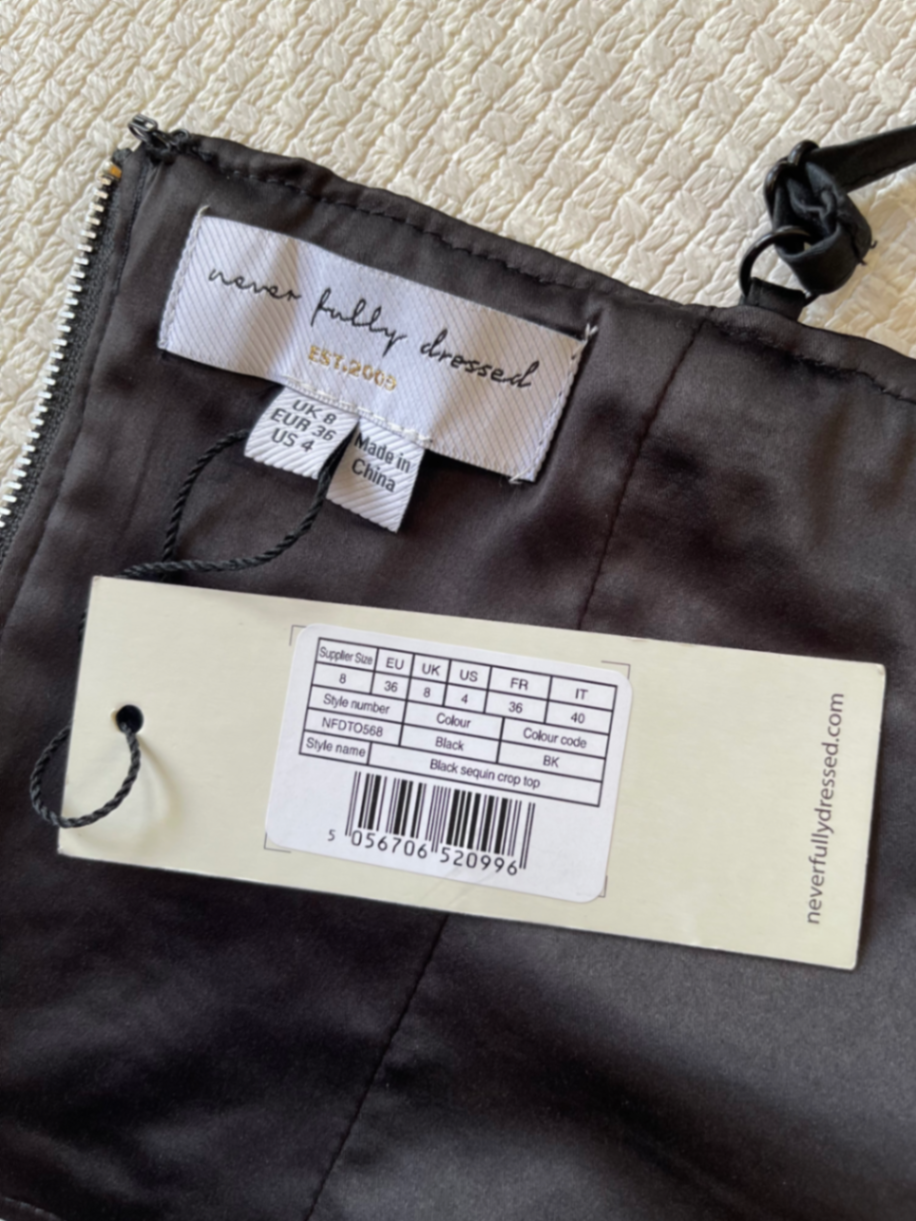 never fully dressed
EST.2009
UK 8
EUR 36
US 4
Made in
China
Supplier Size EU UK US FR IT
8 36 8 4 36 40
Style number Colour Colour code
NFDTO568 Black BK
Style name Black sequin crop top
5 056706 520996
neverfullydressed.com